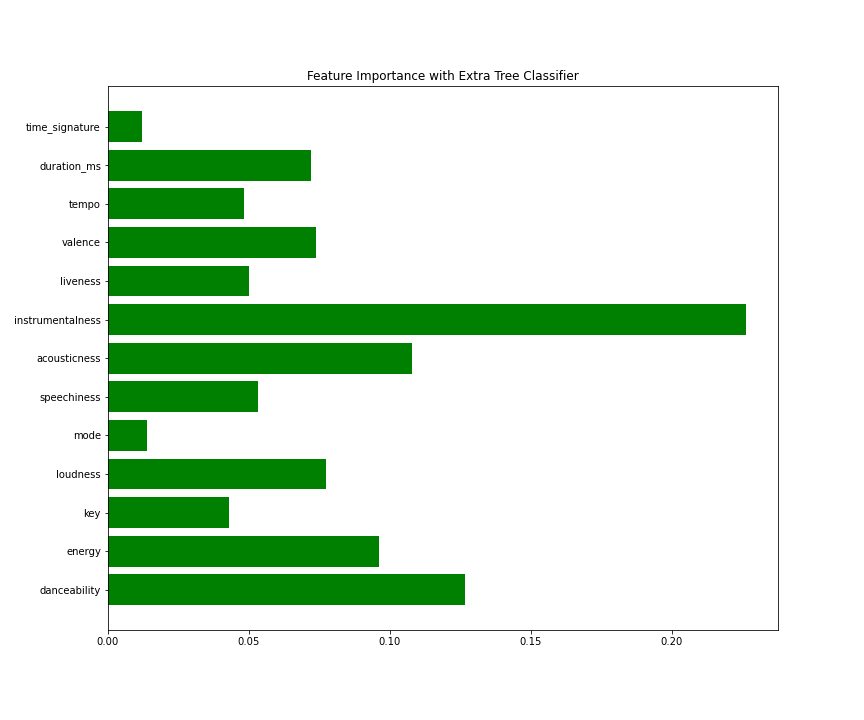 Feature Importance with Extra Tree Classifier
time_signature
duration_ms
tempo
valence
liveness
instrumentalness
acousticness
speechiness
mode
loudness
key
energy
danceability
0.00 0.05 0.10 0.15 0.20